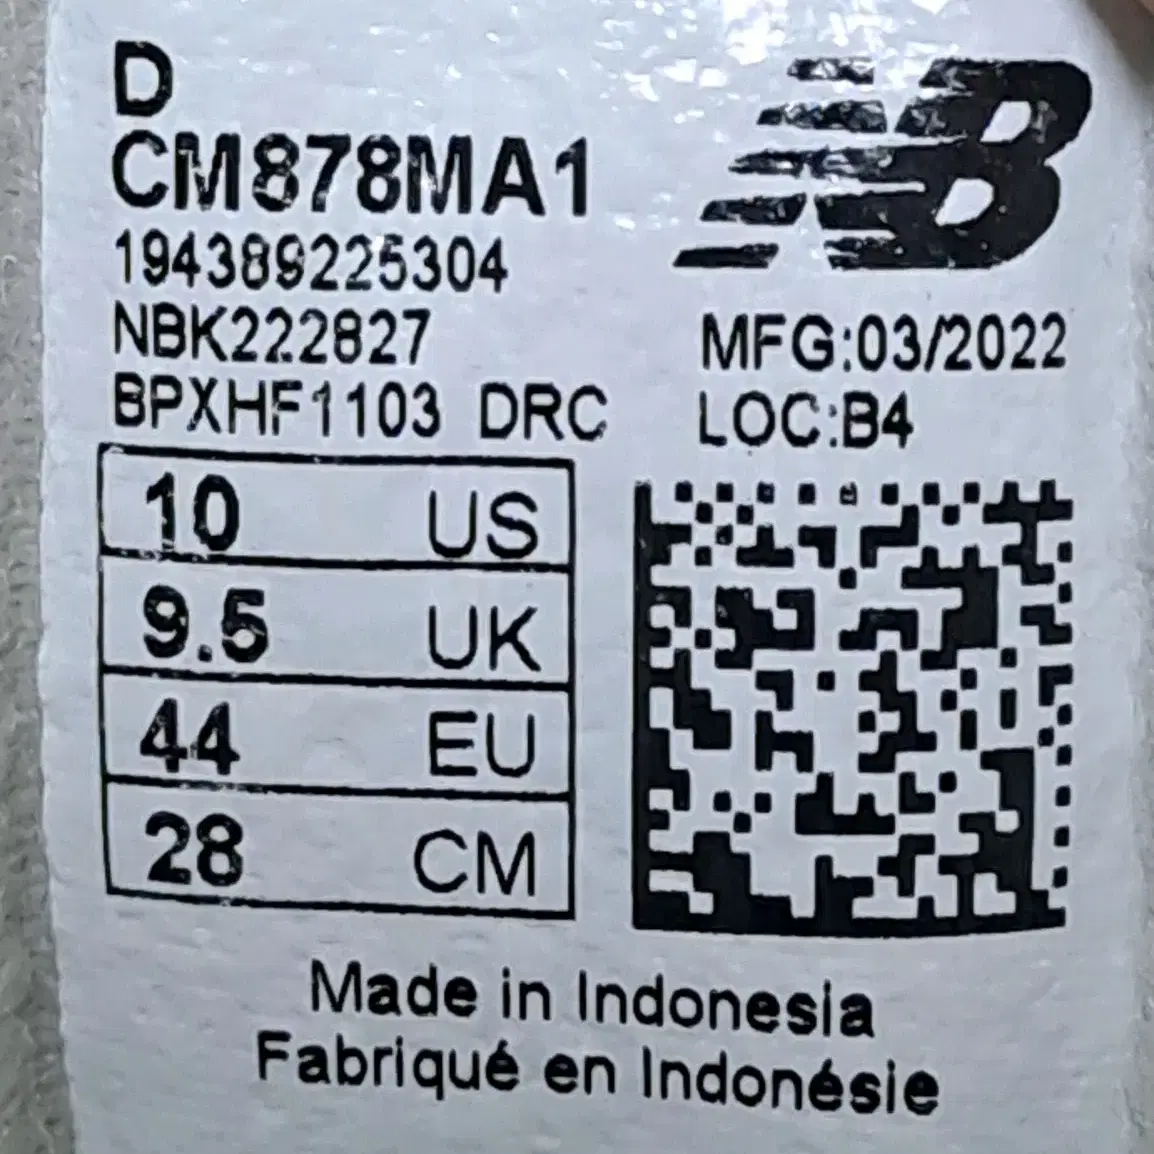 D
CM878MA1
194389225304
NBK222827
BPXHF1103 DRC
NB
MFG:03/2022
LOC:B4
10 US
9.5 UK
44 EU
28 CM
Made in Indonesia
Fabriqué en Indonésie